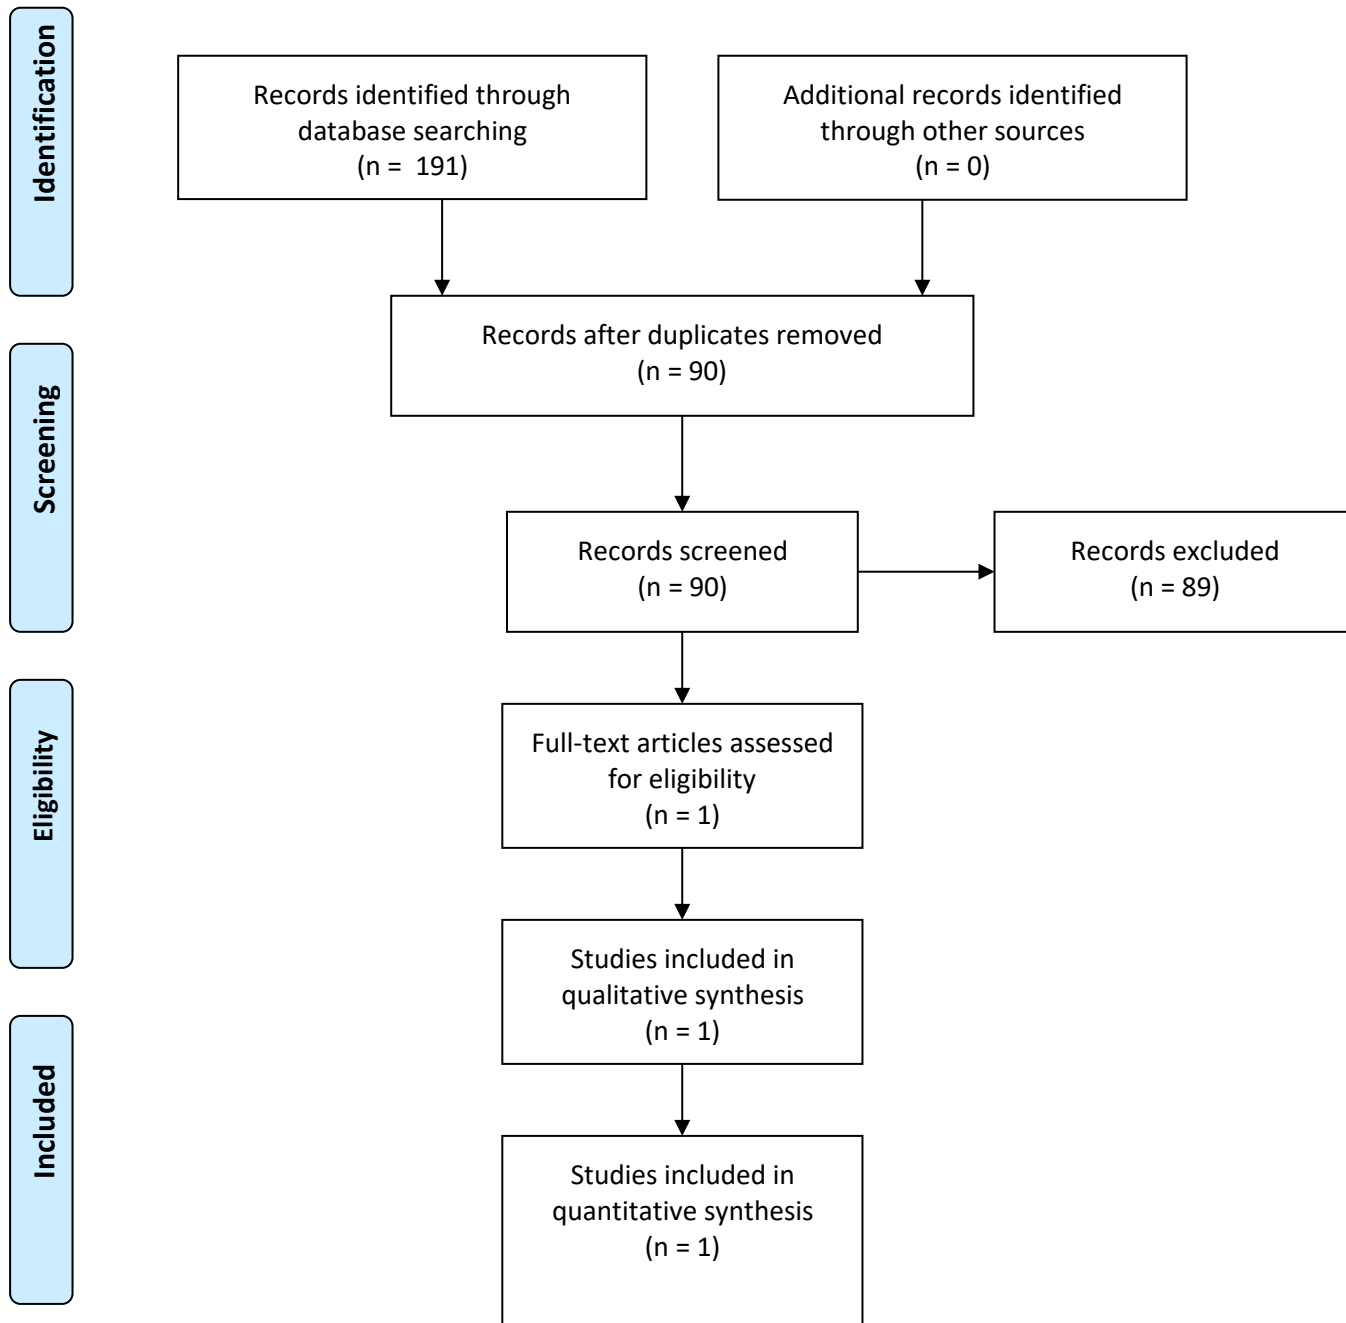 Identification
Records identified through
database searching
(n =  191)
Additional records identified
through other sources
(n = 0)
Records after duplicates removed
(n = 90)
Screening
Records screened
(n = 90)
Records excluded
(n = 89)
Eligibility
Full-text articles assessed
for eligibility
(n = 1)
Studies included in
qualitative synthesis
(n = 1)
Included
Studies included in
quantitative synthesis
(n = 1)